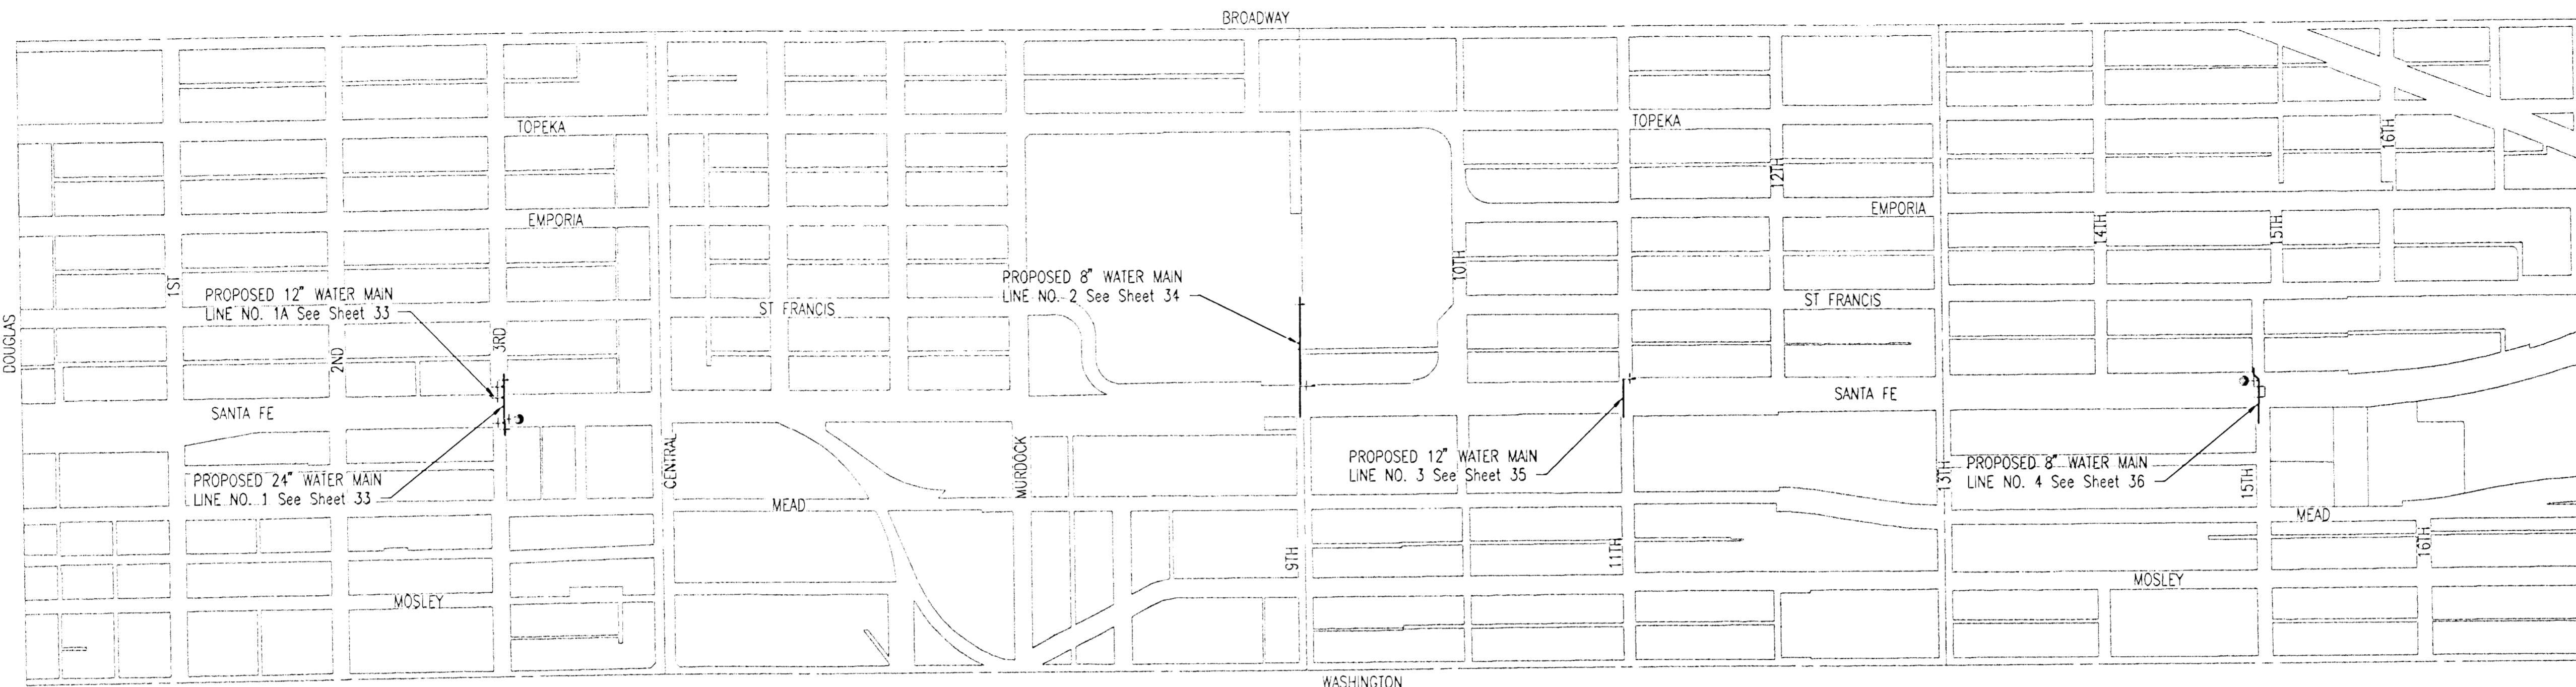 BROADWAY
TOPEKA
TOPEKA
16TH
12TH
EMPORIA
EMPORIA
14TH
15TH
10TH
1ST
PROPOSED 12" WATER MAIN
LINE NO. 1A See Sheet 33
PROPOSED 8" WATER MAIN
LINE NO. 2 See Sheet 34
ST FRANCIS
ST FRANCIS
DOUGLAS
2ND
3RD
SANTA FE
SANTA FE
CENTRAL
MURDOCK
PROPOSED 24" WATER MAIN
LINE NO. 1 See Sheet 33
PROPOSED 12" WATER MAIN
LINE NO. 3 See Sheet 35
13TH
PROPOSED 8" WATER MAIN
LINE NO. 4 See Sheet 36
15TH
MEAD
MEAD
9TH
11TH
16TH
MOSLEY
MOSLEY
WASHINGTON